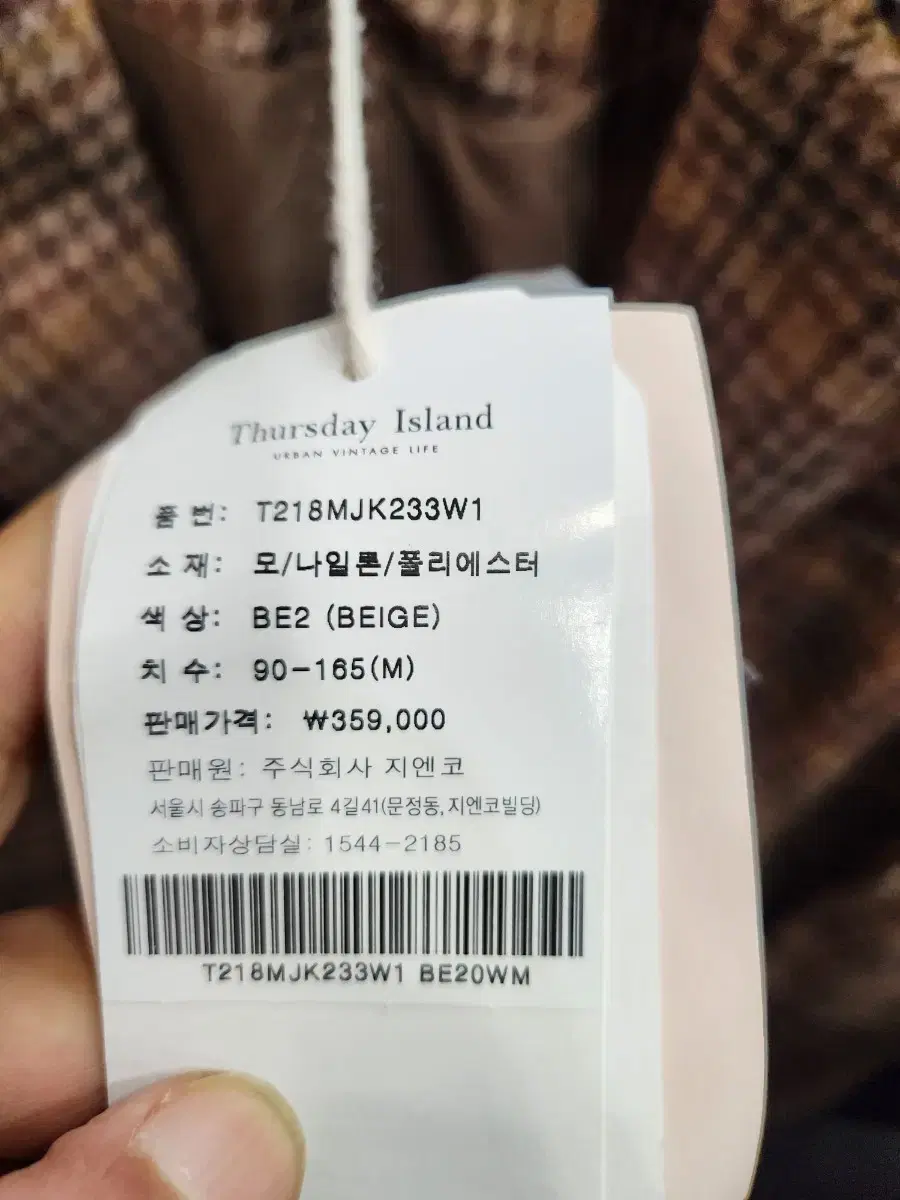 Thursday Island
URBAN VINTAGE LIFE
품 번: T218MJK233W1
소 재: 모/나일론/폴리에스터
색 상: BE2 (BEIGE)
치 수: 90-165(M)
판매가격: ₩359,000
판매원: 주식회사 지엔코
서울시 송파구 동남로 4길41(문정동, 지엔코빌딩)
소비자상담실: 1544-2185
T218MJK233W1 BE20WM